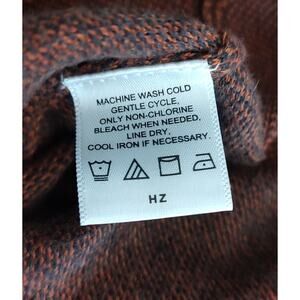 MACHINE WASH COLD
GENTLE CYCLE,
ONLY NON-CHLORINE
BLEACH WHEN NEEDED,
LINE DRY,
COOL IRON IF NECESSARY.
HZ